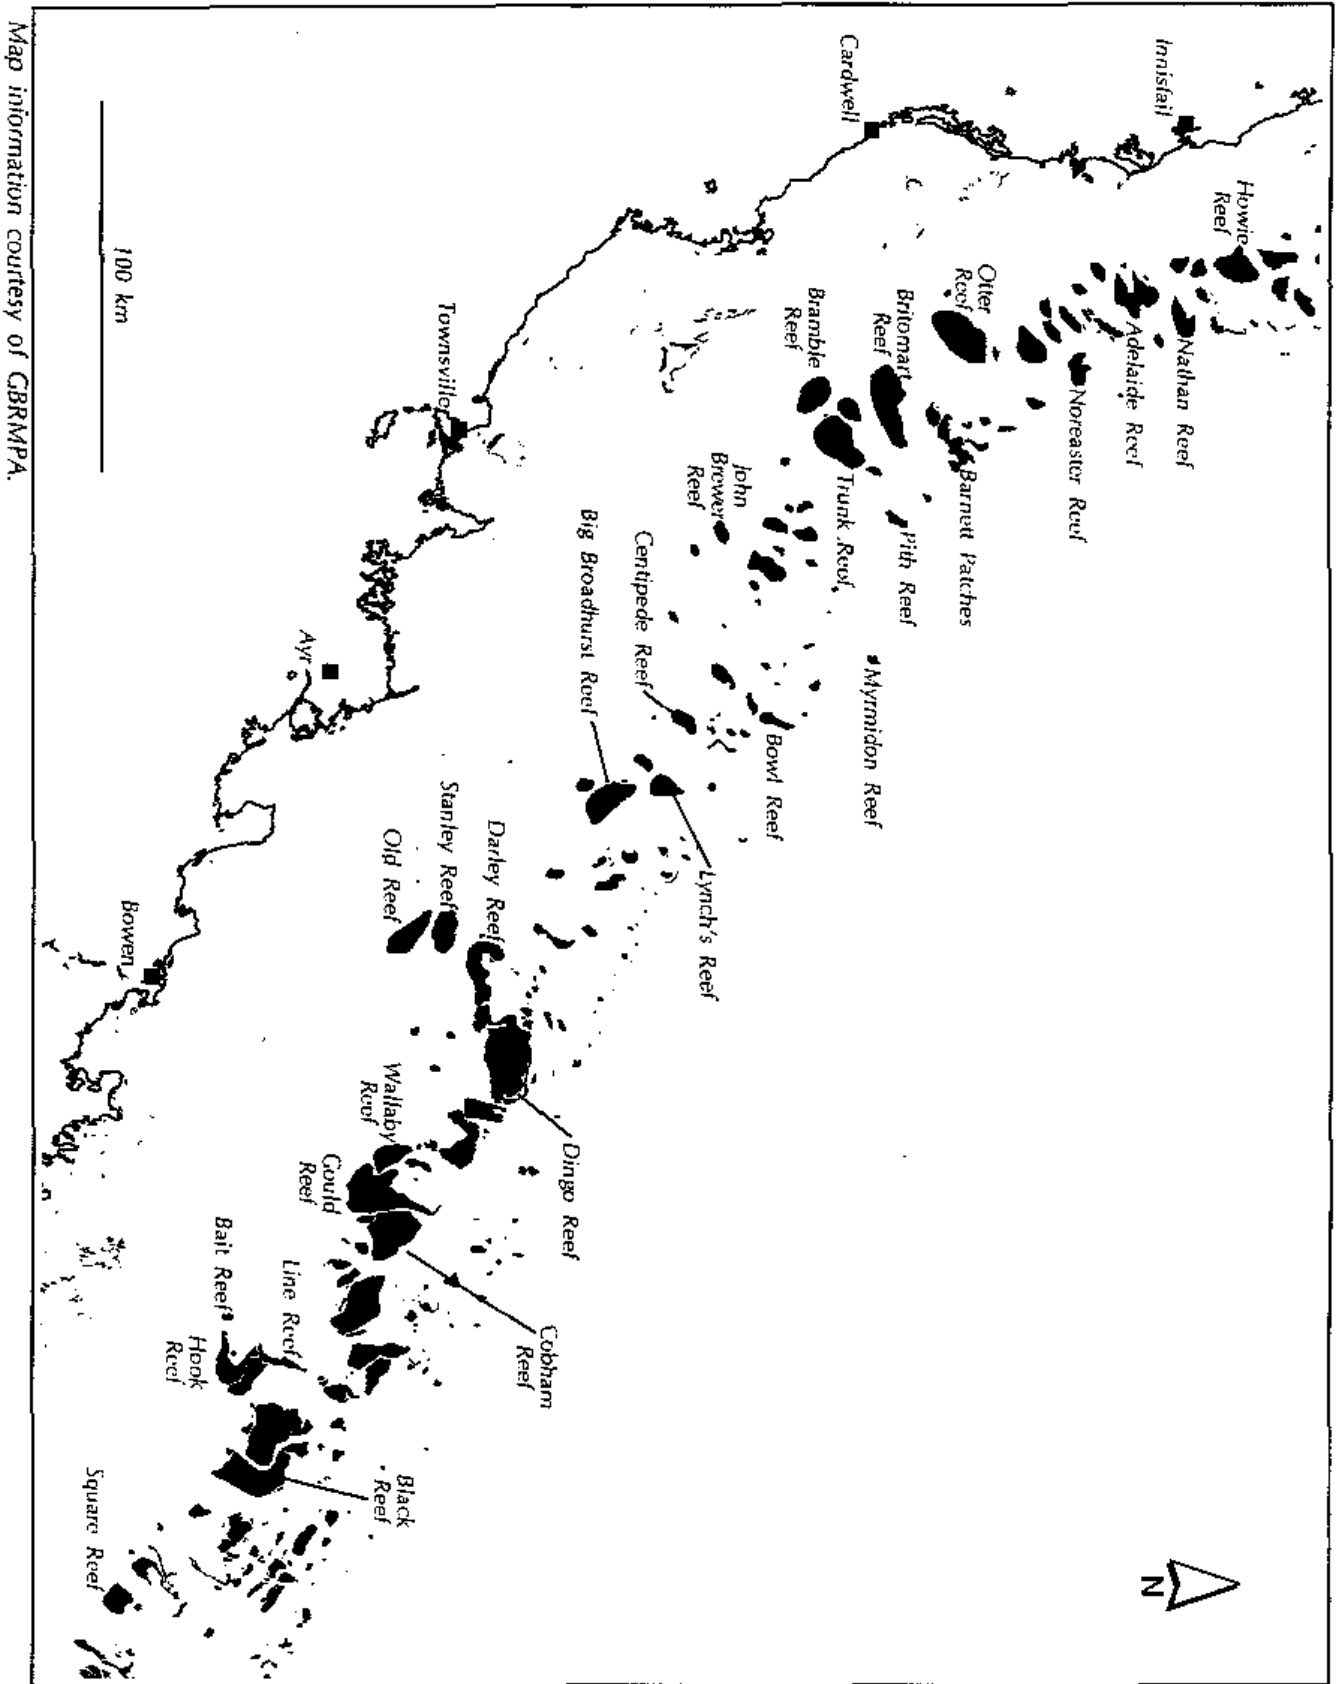 Innisfail
Howie
Reef
Nathan Reef
Adelaide Reef
Noreaster Reef
Cardwell
Otter
Reef
Barnett Patches
Britomart
Reef
Pith Reef
Bramble
Reef
Trunk Reef
Myrmidon Reef
John
Brewer
Reef
Bowl Reef
Centipede Reef
Lynch's Reef
Big Broadhurst Reef
Townsville
Darley Reef
Dingo Reef
Stanley Reef
Old Reef
Ayr
Wallaby
Reef
Cobham
Reef
Gould
Reef
Line Reef
Black
Reef
Bait Reef
Hook
Reef
Bowen
Square Reef
N
100 km
Map information courtesy of GBRMPA.